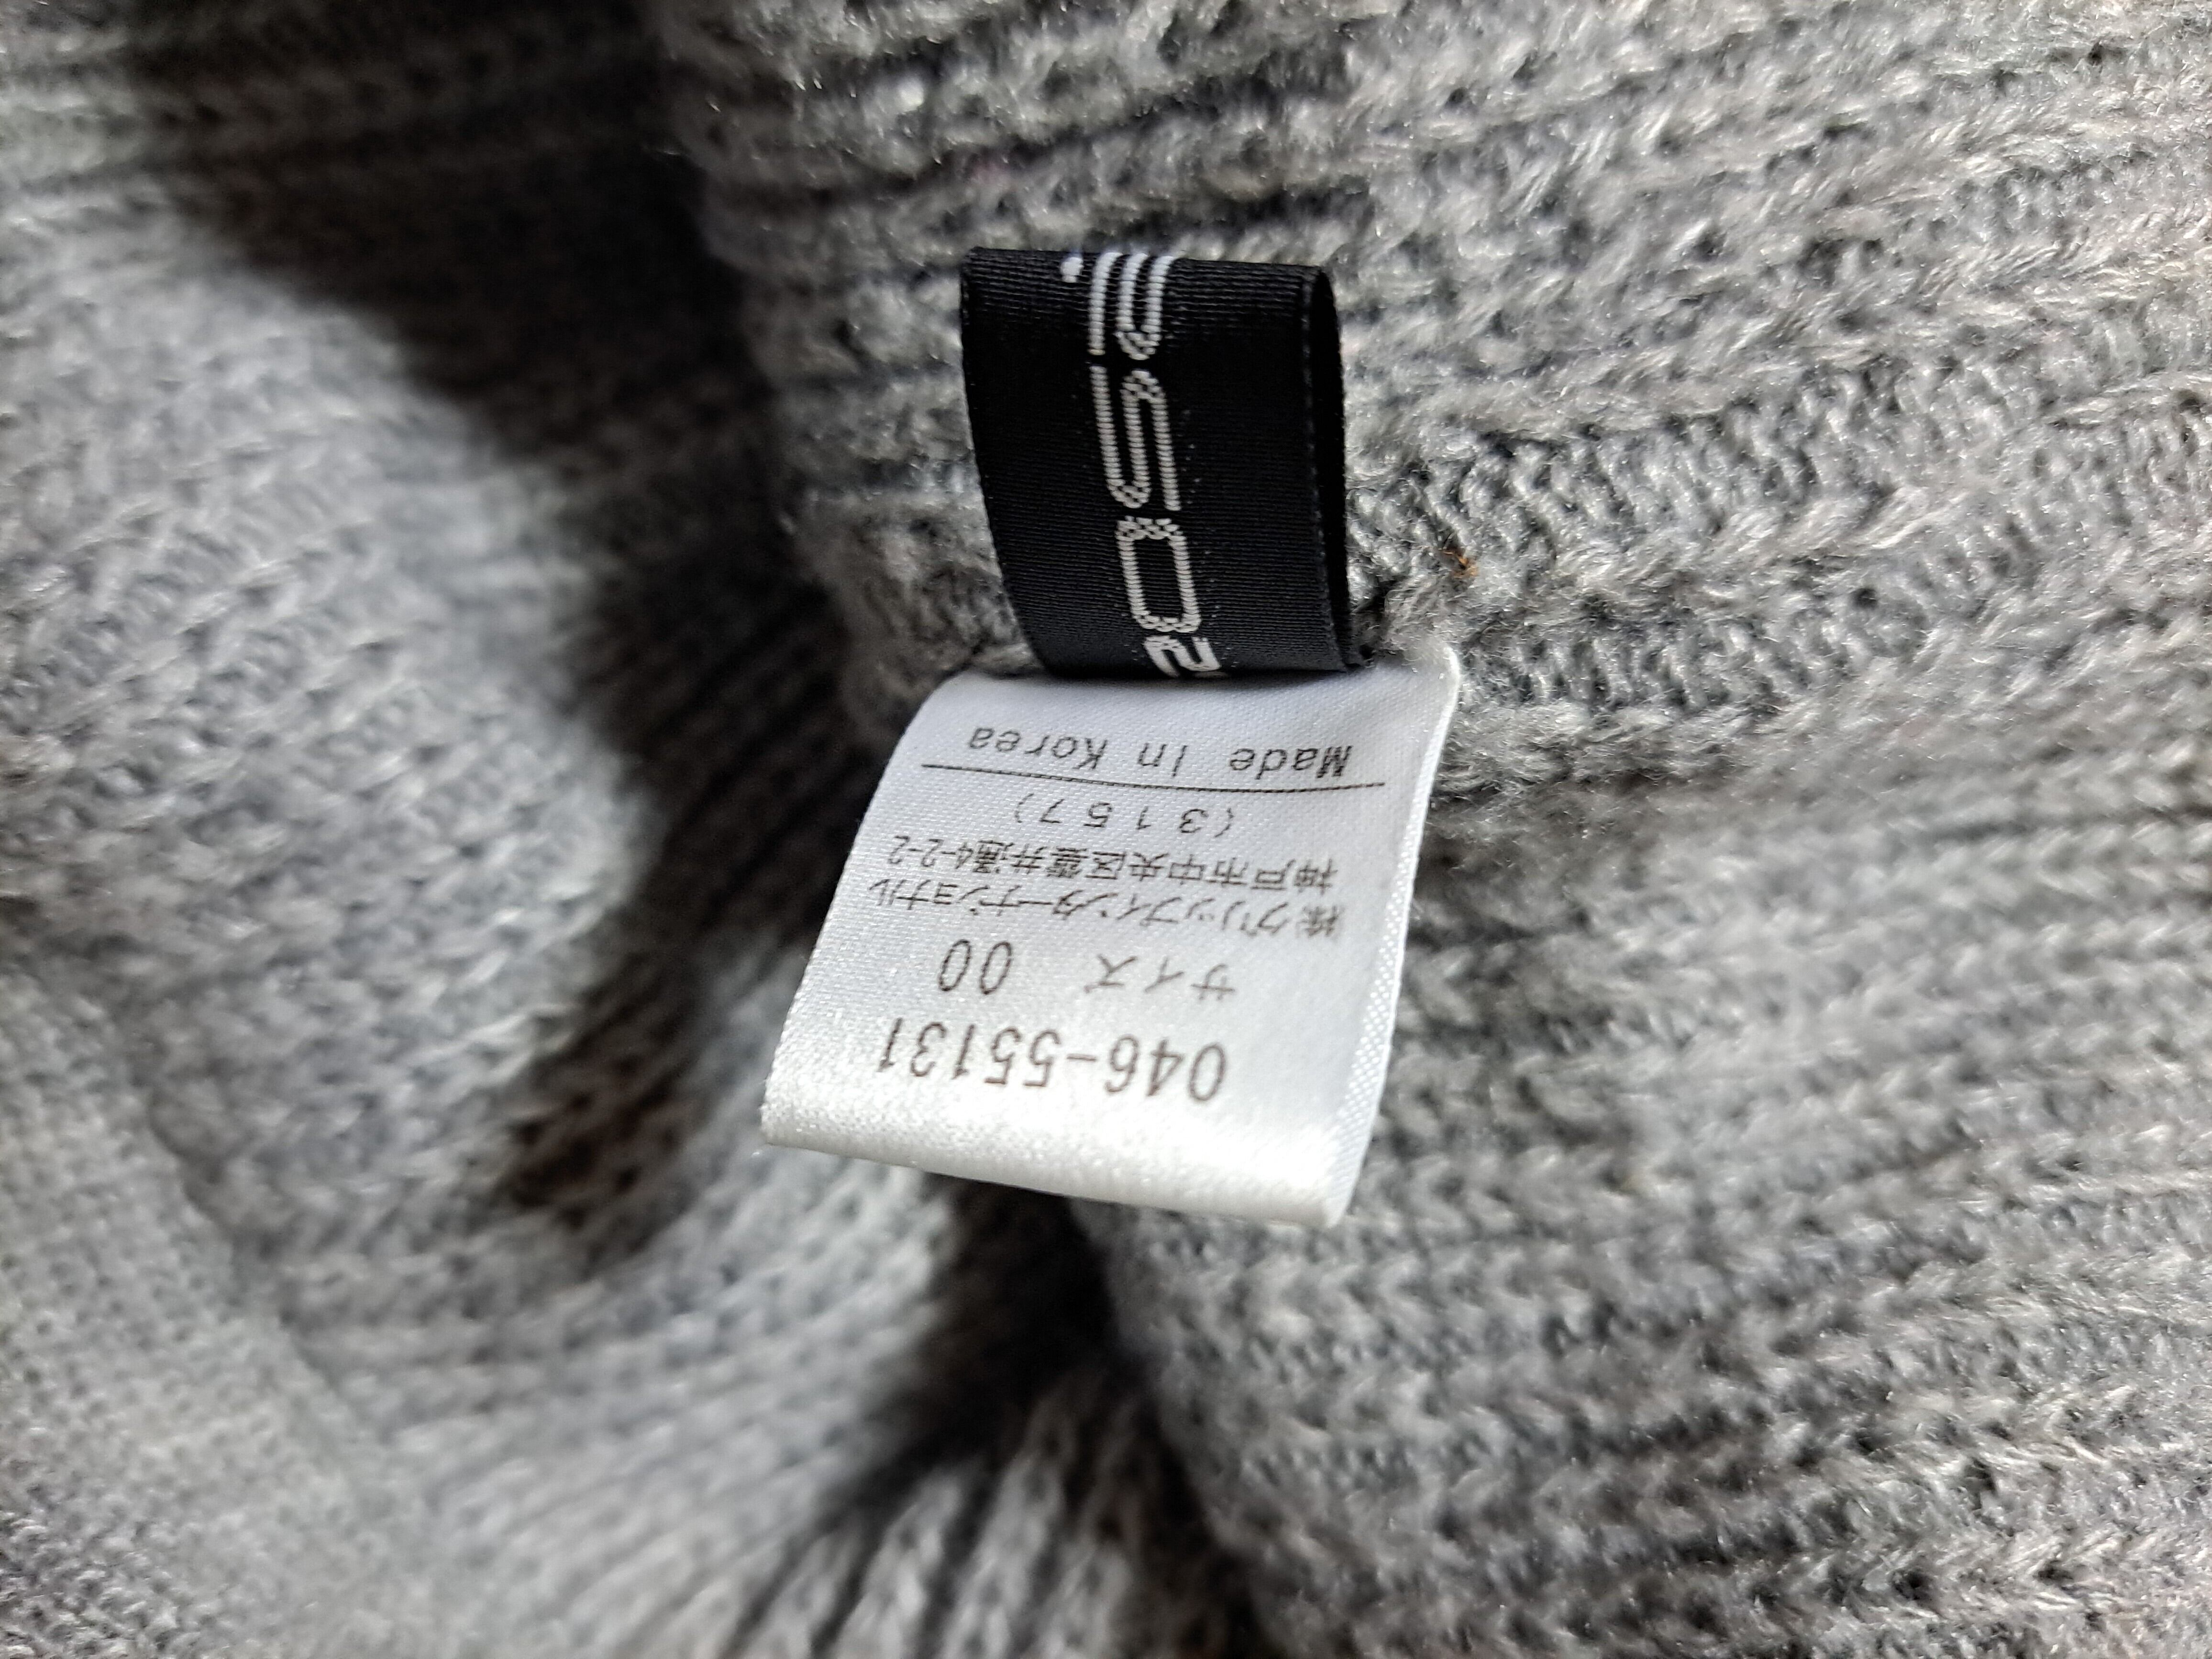 046-55131
サイズ 00
㈱グリップインターナショナル
神戸市中央区雲井通4-2-2
(3157)
Made In Korea